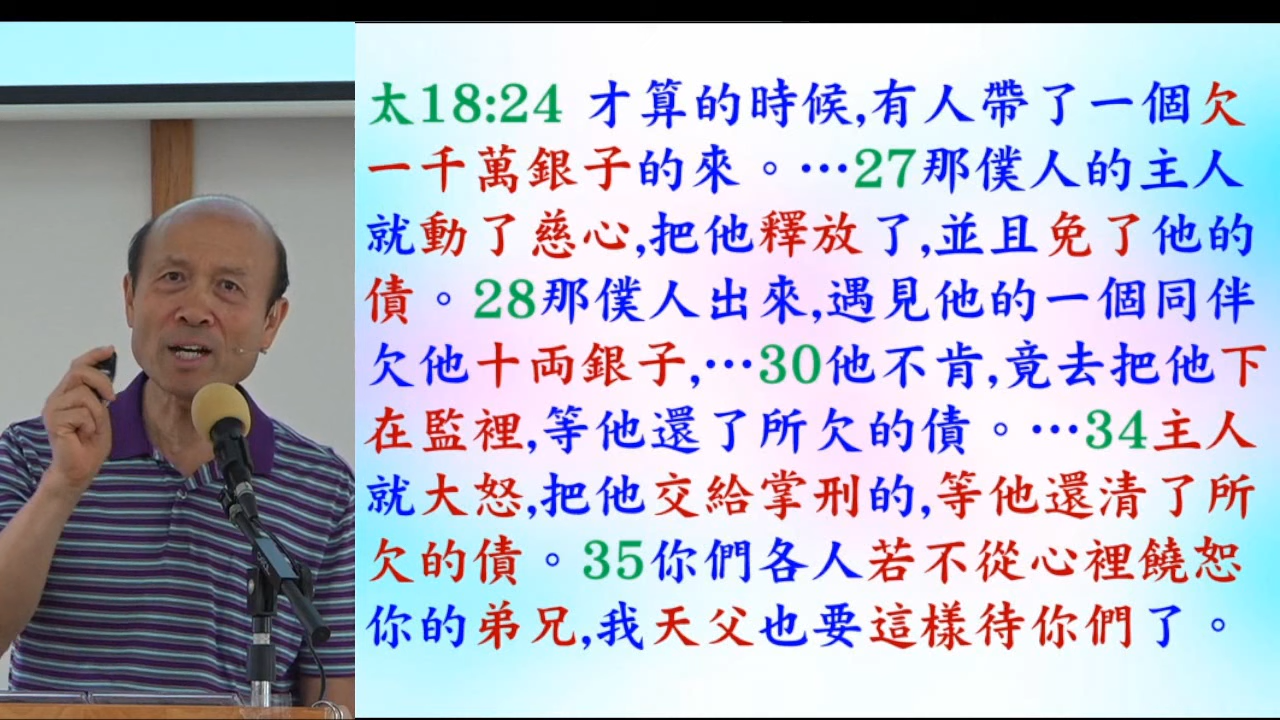 太18:24 才算的時候,有人帶了一個欠
一千萬銀子的來。…27那僕人的主人
就動了慈心,把他釋放了,並且免了他的
債。28那僕人出來,遇見他的一個同伴
欠他十両銀子,…30他不肯,竟去把他下
在監裡,等他還了所欠的債。…34主人
就大怒,把他交給掌刑的,等他還清了所
欠的債。35你們各人若不從心裡饒恕
你的弟兄,我天父也要這樣待你們了。